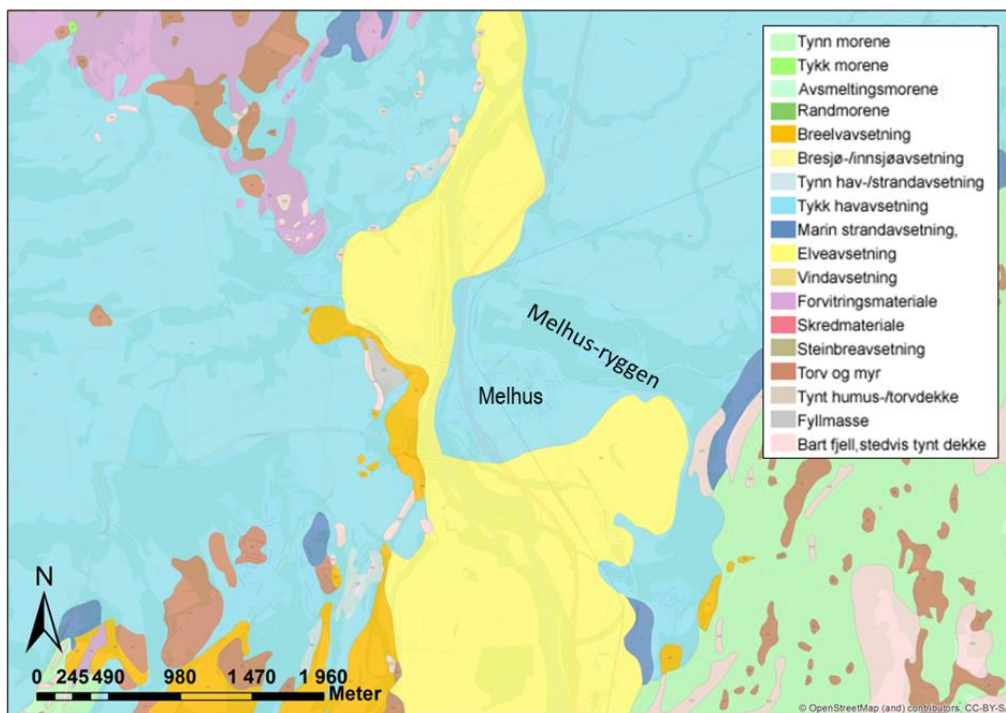 Tynn morene
Tykk morene
Avsmeltingsmorene
Randmorene
Breelvavsetning
Bresjø-/innsjøavsetning
Tynn hav-/strandavsetning
Tykk havavsetning
Marin strandavsetning,
Elveavsetning
Vindavsetning
Forvitringsmateriale
Skredmateriale
Steinbreavsetning
Torv og myr
Tynt humus-/torvdekke
Fyllmasse
Bart fjell,stedvis tynt dekke
Melhus-ryggen
Melhus
N
0 245 490 980 1 470 1 960
Meter
© OpenStreetMap (and) contributors, CC-BY-S